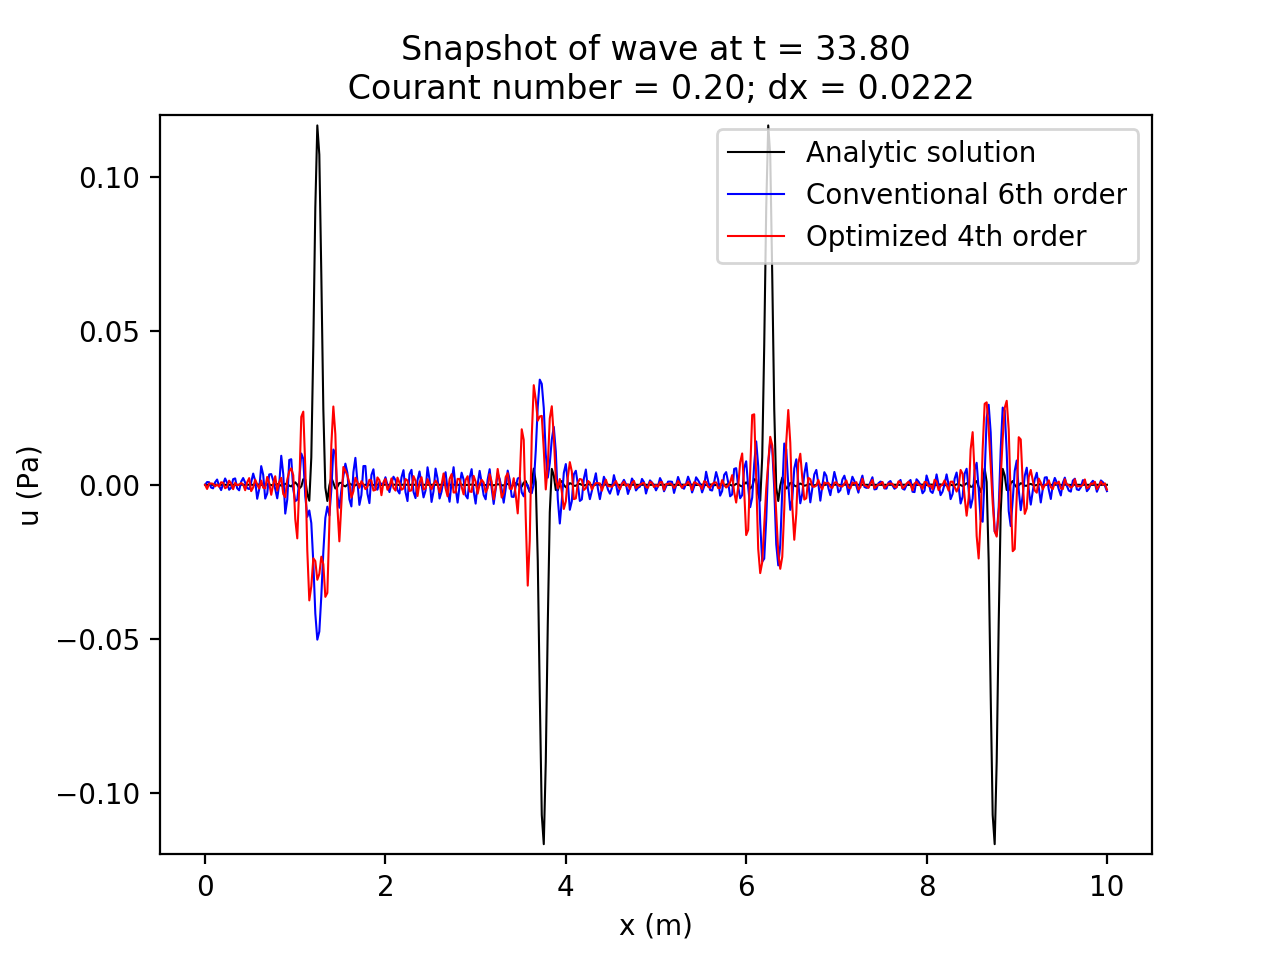 Snapshot of wave at t = 33.80
Courant number = 0.20; dx = 0.0222
Analytic solution
Conventional 6th order
Optimized 4th order
0.10
0.05
0.00
−0.05
−0.10
u (Pa)
0 2 4 6 8 10
x (m)